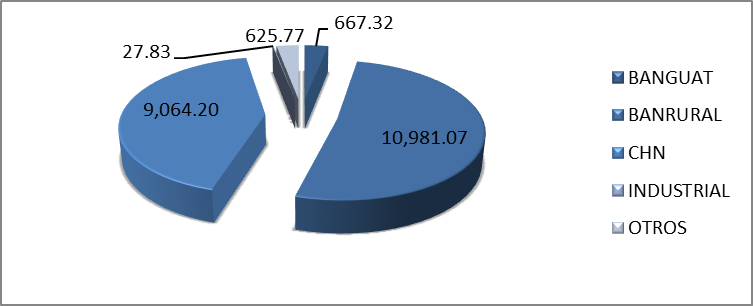 667.32
10,981.07
9,064.20
27.83
625.77
BANGUAT
BANRURAL
CHN
INDUSTRIAL
OTROS